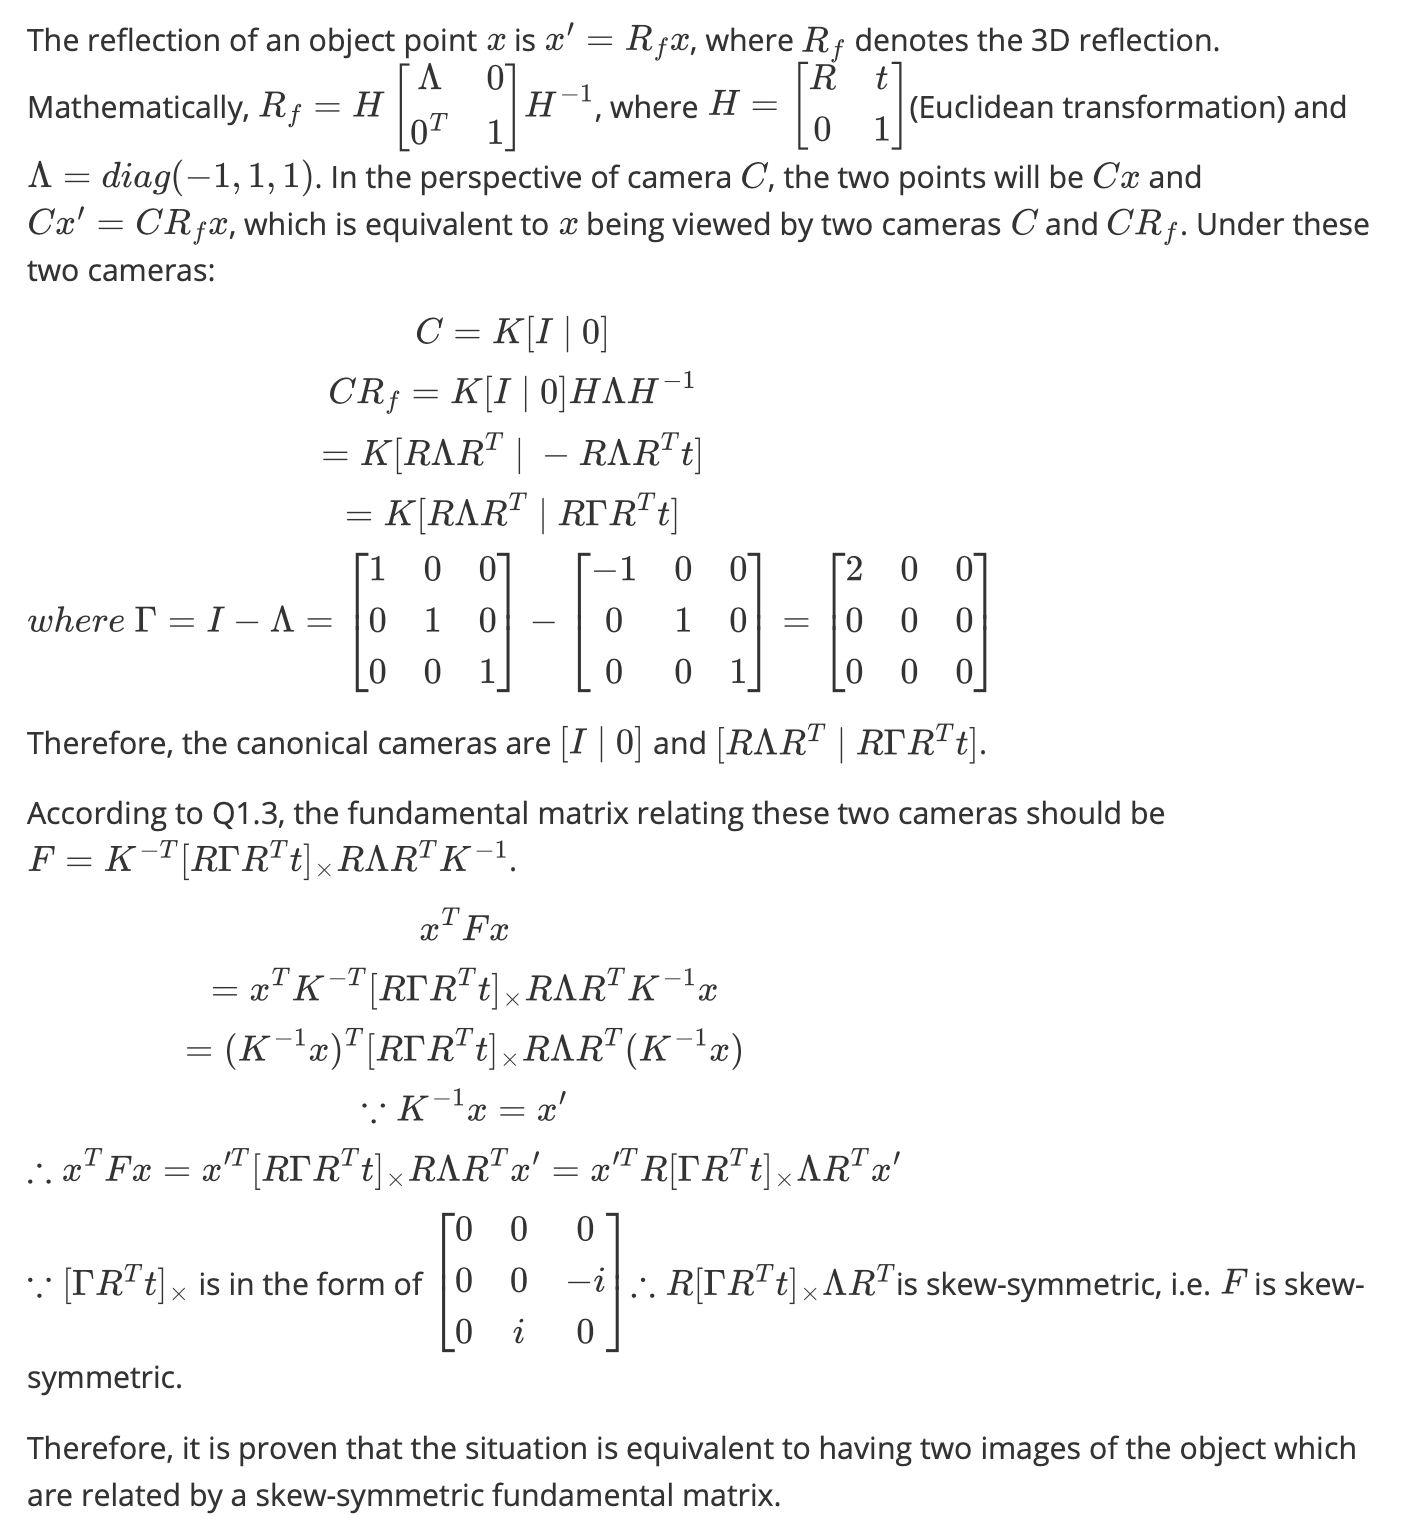 The reflection of an object point $x$ is $x' = R_f x$, where $R_f$ denotes the 3D reflection.
Mathematically, $R_f = H \begin{bmatrix} \Lambda & 0 \\ 0^T & 1 \end{bmatrix} H^{-1}$, where $H = \begin{bmatrix} R & t \\ 0 & 1 \end{bmatrix}$ (Euclidean transformation) and
$\Lambda = diag(-1, 1, 1)$. In the perspective of camera $C$, the two points will be $Cx$ and
$Cx' = CR_f x$, which is equivalent to $x$ being viewed by two cameras $C$ and $CR_f$. Under these
two cameras:
$C = K[I \mid 0]$
$CR_f = K[I \mid 0]H\Lambda H^{-1}$
$= K[R\Lambda R^T \mid -R\Lambda R^T t]$
$= K[R\Lambda R^T \mid R\Gamma R^T t]$
$where\ \Gamma = I - \Lambda = \begin{bmatrix} 1 & 0 & 0 \\ 0 & 1 & 0 \\ 0 & 0 & 1 \end{bmatrix} - \begin{bmatrix} -1 & 0 & 0 \\ 0 & 1 & 0 \\ 0 & 0 & 1 \end{bmatrix} = \begin{bmatrix} 2 & 0 & 0 \\ 0 & 0 & 0 \\ 0 & 0 & 0 \end{bmatrix}$
Therefore, the canonical cameras are $[I \mid 0]$ and $[R\Lambda R^T \mid R\Gamma R^T t]$.
According to Q1.3, the fundamental matrix relating these two cameras should be
$F = K^{-T}[R\Gamma R^T t]_\times R\Lambda R^T K^{-1}$.
$x^T F x$
$= x^T K^{-T}[R\Gamma R^T t]_\times R\Lambda R^T K^{-1} x$
$= (K^{-1}x)^T [R\Gamma R^T t]_\times R\Lambda R^T (K^{-1}x)$
$\because K^{-1}x = x'$
$\therefore x^T F x = x'^T [R\Gamma R^T t]_\times R\Lambda R^T x' = x'^T R[\Gamma R^T t]_\times \Lambda R^T x'$
$\because [\Gamma R^T t]_\times$ is in the form of $\begin{bmatrix} 0 & 0 & 0 \\ 0 & 0 & -i \\ 0 & i & 0 \end{bmatrix} \therefore R[\Gamma R^T t]_\times \Lambda R^T$ is skew-symmetric, i.e. $F$ is skew-
symmetric.
Therefore, it is proven that the situation is equivalent to having two images of the object which
are related by a skew-symmetric fundamental matrix.